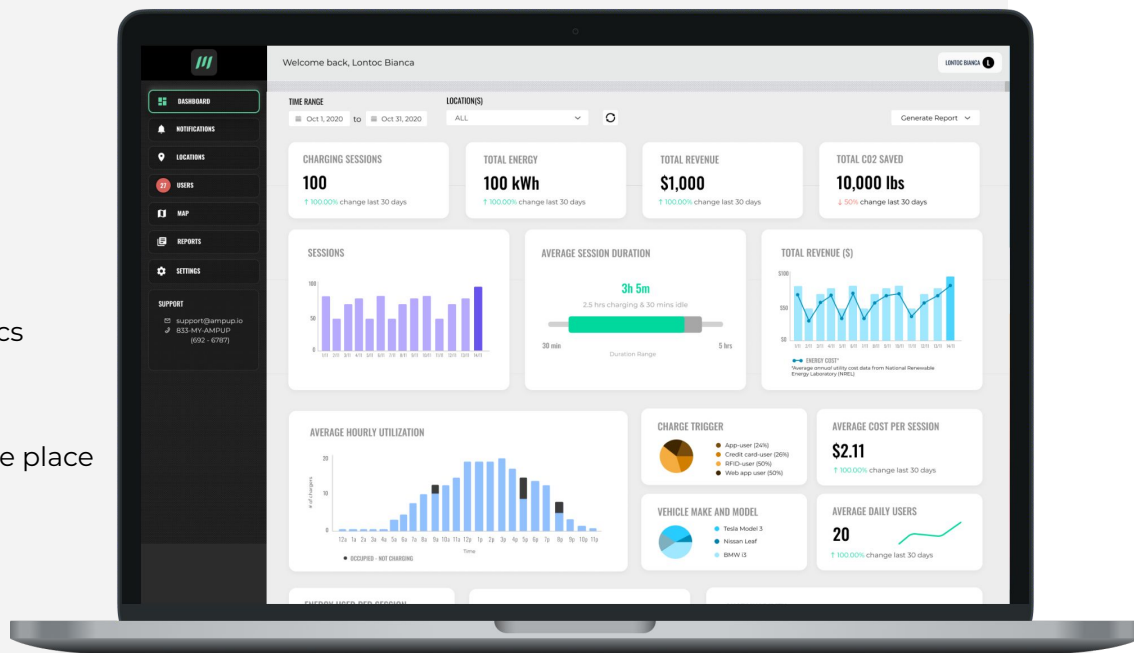 cs
e place
Welcome back, Lontoc Bianca
LONTOC BIANCA L
DASHBOARD
NOTIFICATIONS
LOCATIONS
27 USERS
MAP
REPORTS
SETTINGS
SUPPORT
support@ampup.io
833-MY-AMPUP
(692 - 6787)
TIME RANGE
Oct 1, 2020 to Oct 31, 2020
LOCATION(S)
ALL
Generate Report
CHARGING SESSIONS
100
↑ 100.00% change last 30 days
TOTAL ENERGY
100 kWh
↑ 100.00% change last 30 days
TOTAL REVENUE
$1,000
↑ 100.00% change last 30 days
TOTAL CO2 SAVED
10,000 lbs
↓ 50% change last 30 days
SESSIONS
100
50
0
AVERAGE SESSION DURATION
3h 5m
2.5 hrs charging & 30 mins idle
30 min
5 hrs
Duration Range
TOTAL REVENUE ($)
$100
$50
$0
ENERGY COST*
*Average annual utility cost data from National Renewable
Energy Laboratory (NREL)
AVERAGE HOURLY UTILIZATION
# of chargers
20
10
0
12a 1a 2a 3a 4a 5a 6a 7a 8a 9a 10a 11a 12p 1p 2p 3p 4p 5p 6p 7p 8p 9p 10p 11p
Time
OCCUPIED - NOT CHARGING
CHARGE TRIGGER
App-user (24%)
Credit card-user (26%)
RFID-user (50%)
Web app user (50%)
AVERAGE COST PER SESSION
$2.11
↑ 100.00% change last 30 days
VEHICLE MAKE AND MODEL
Tesla Model 3
Nissan Leaf
BMW i3
AVERAGE DAILY USERS
20
↑ 100.00% change last 30 days
ENERGY USED PER SESSION